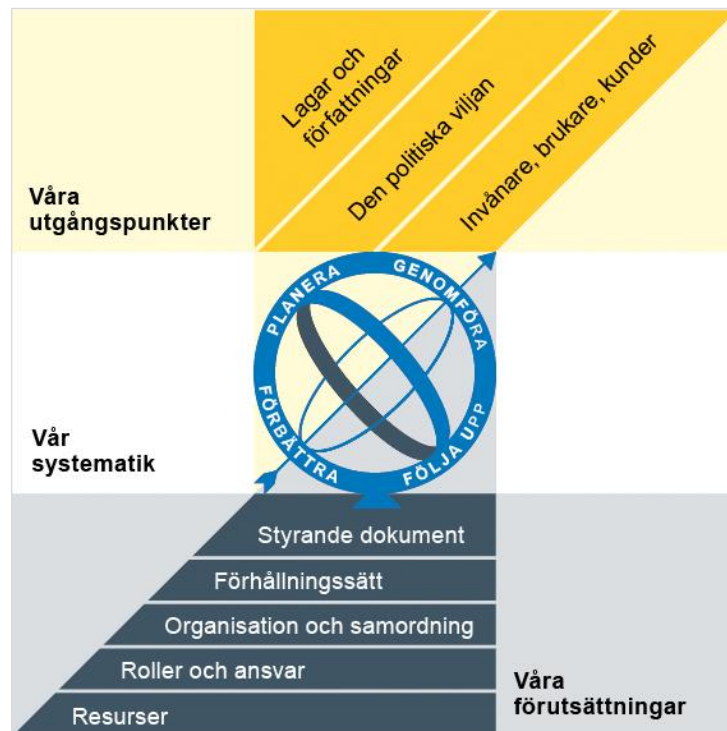 Lagar och
författningar
Den politiska viljan
Invånare, brukare, kunder
Våra
utgångspunkter
PLANERA
GENOMFÖRA
FÖLJA UPP
FÖRBÄTTRA
Vår
systematik
Styrande dokument
Förhållningssätt
Organisation och samordning
Roller och ansvar
Resurser
Våra
förutsättningar